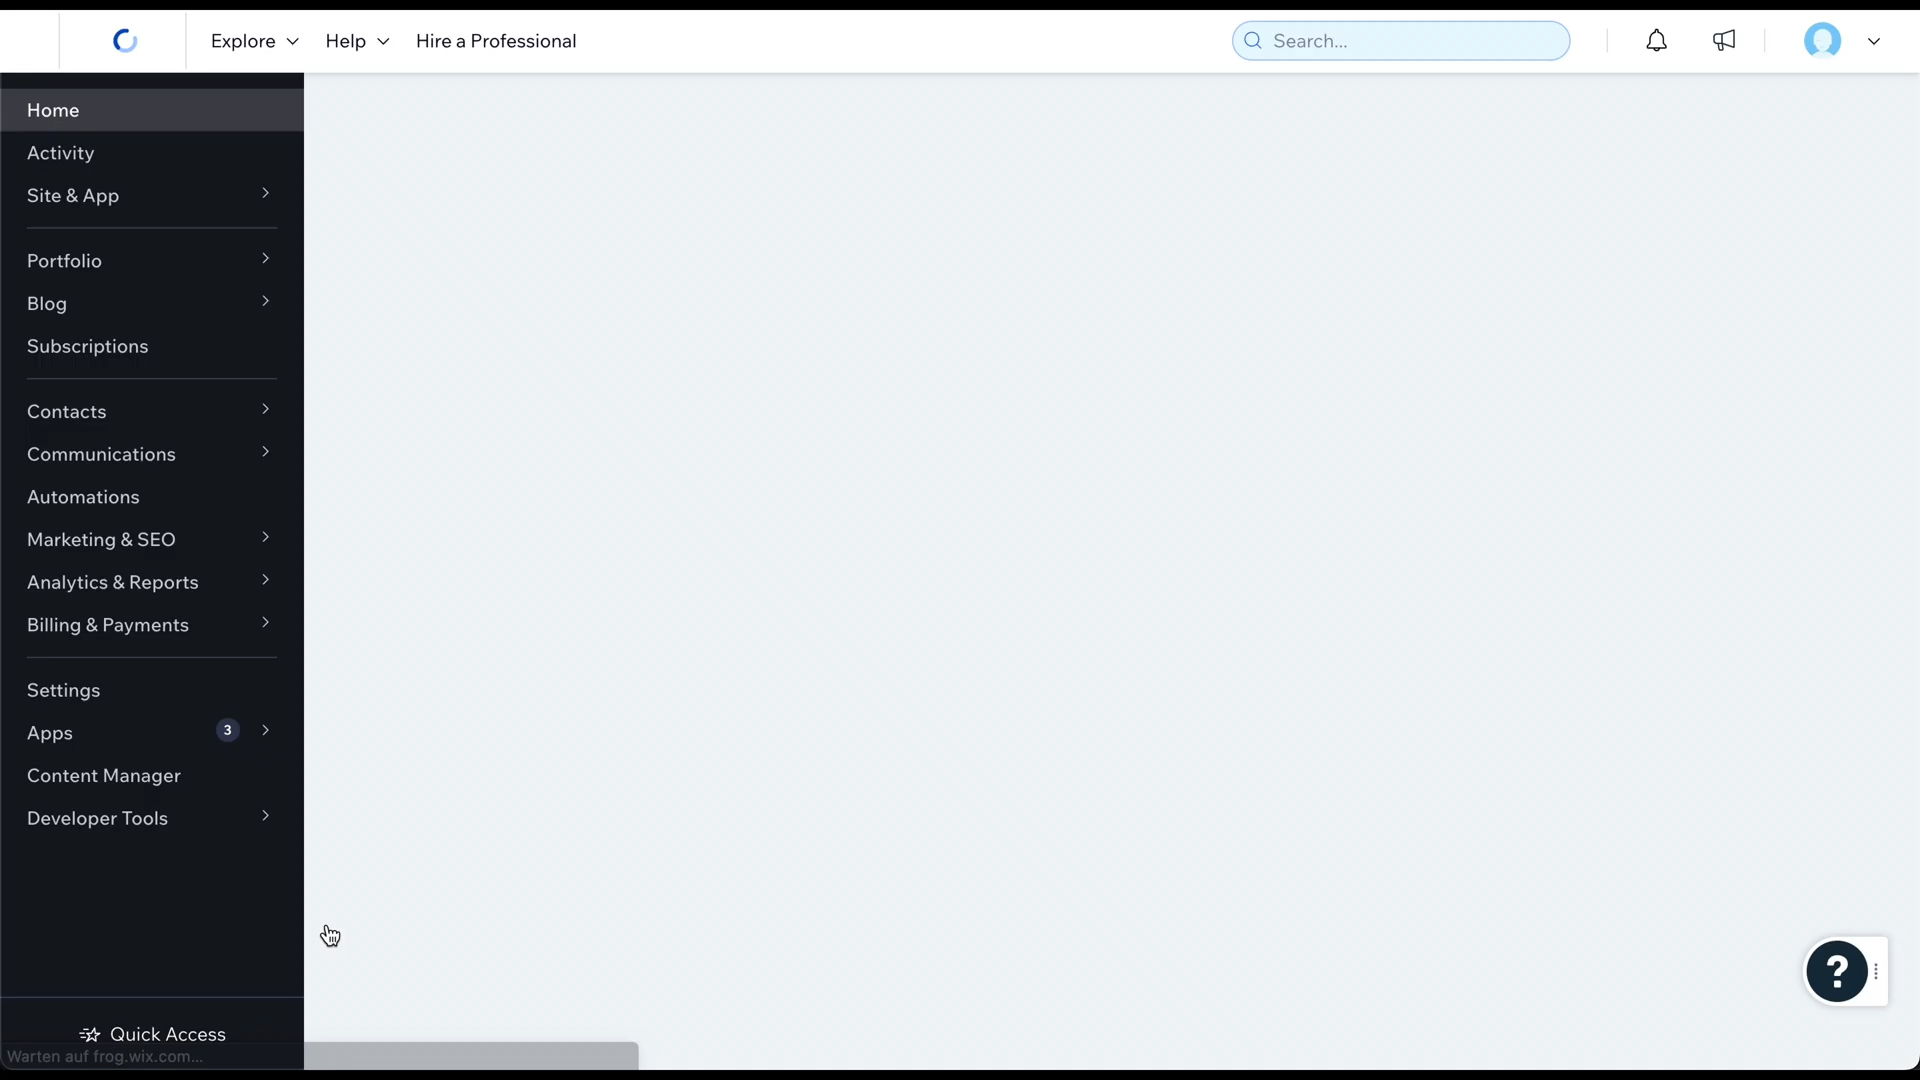 Explore Help Hire a Professional Search...
Home
Activity
Site & App
Portfolio
Blog
Subscriptions
Contacts
Communications
Automations
Marketing & SEO
Analytics & Reports
Billing & Payments
Settings
Apps 3
Content Manager
Developer Tools
?
Quick Access
Warten auf frog.wix.com...